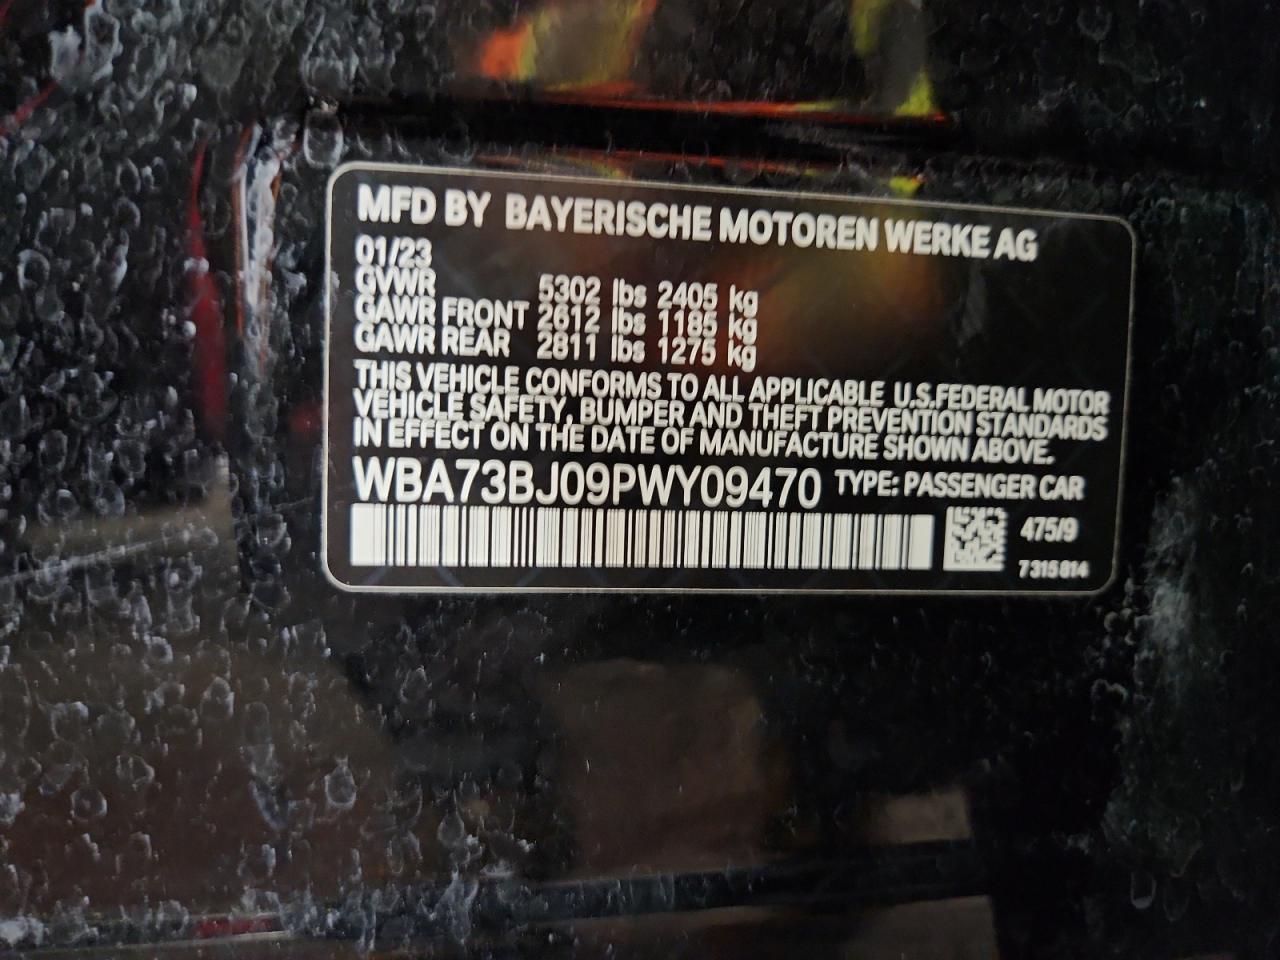 MFD BY BAYERISCHE MOTOREN WERKE AG
01/23
GVWR 5302 lbs 2405 kg
GAWR FRONT 2612 lbs 1185 kg
GAWR REAR 2811 lbs 1275 kg
THIS VEHICLE CONFORMS TO ALL APPLICABLE U.S.FEDERAL MOTOR
VEHICLE SAFETY, BUMPER AND THEFT PREVENTION STANDARDS
IN EFFECT ON THE DATE OF MANUFACTURE SHOWN ABOVE.
WBA73BJ09PWY09470 TYPE: PASSENGER CAR
475/9
7 315 814